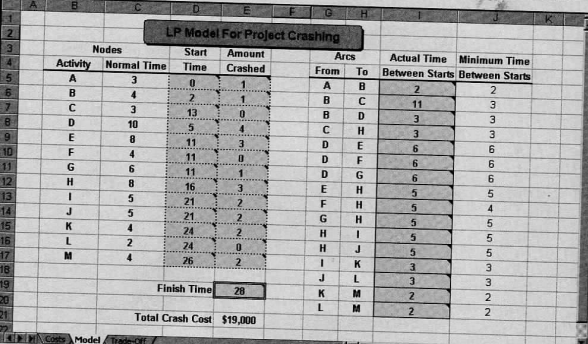 A B C D E F G H I J K
1
2 LP Model For Project Crashing
3 Nodes Start Amount Arcs Actual Time Minimum Time
4 Activity Normal Time Time Crashed From To Between Starts Between Starts
5 A 3 0 1 A B 2 2
6 B 4 2 1 B C 11 3
7 C 3 13 0 B D 3 3
8 D 10 5 4 C H 3 3
9 E 8 11 3 D E 6 6
10 F 4 11 0 D F 6 6
11 G 6 11 1 D G 6 6
12 H 8 16 3 E H 5 5
13 I 5 21 2 F H 5 4
14 J 5 21 2 G H 5 5
15 K 4 24 2 H I 5 5
16 L 2 24 0 H J 5 5
17 M 4 26 2 I K 3 3
18 J L 3 3
19 Finish Time 28 K M 2 2
20 L M 2 2
21 Total Crash Cost $19,000
22
Costs Model Trade-Off